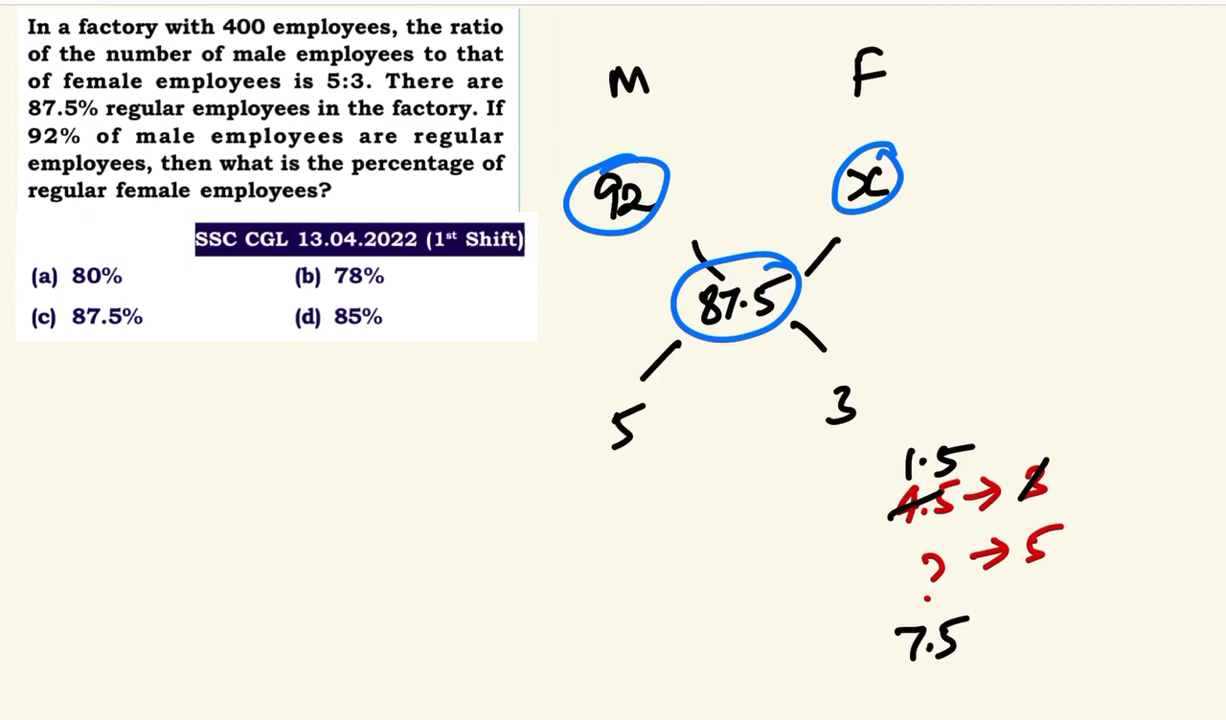 In a factory with 400 employees, the ratio
of the number of male employees to that
of female employees is 5:3. There are
87.5% regular employees in the factory. If
92% of male employees are regular
employees, then what is the percentage of
regular female employees?
SSC CGL 13.04.2022 (1st Shift)
(a) 80% (b) 78%
(c) 87.5% (d) 85%
M F
92 x
87.5
5 3
1.5
4.5 → 3
? → 5
7.5